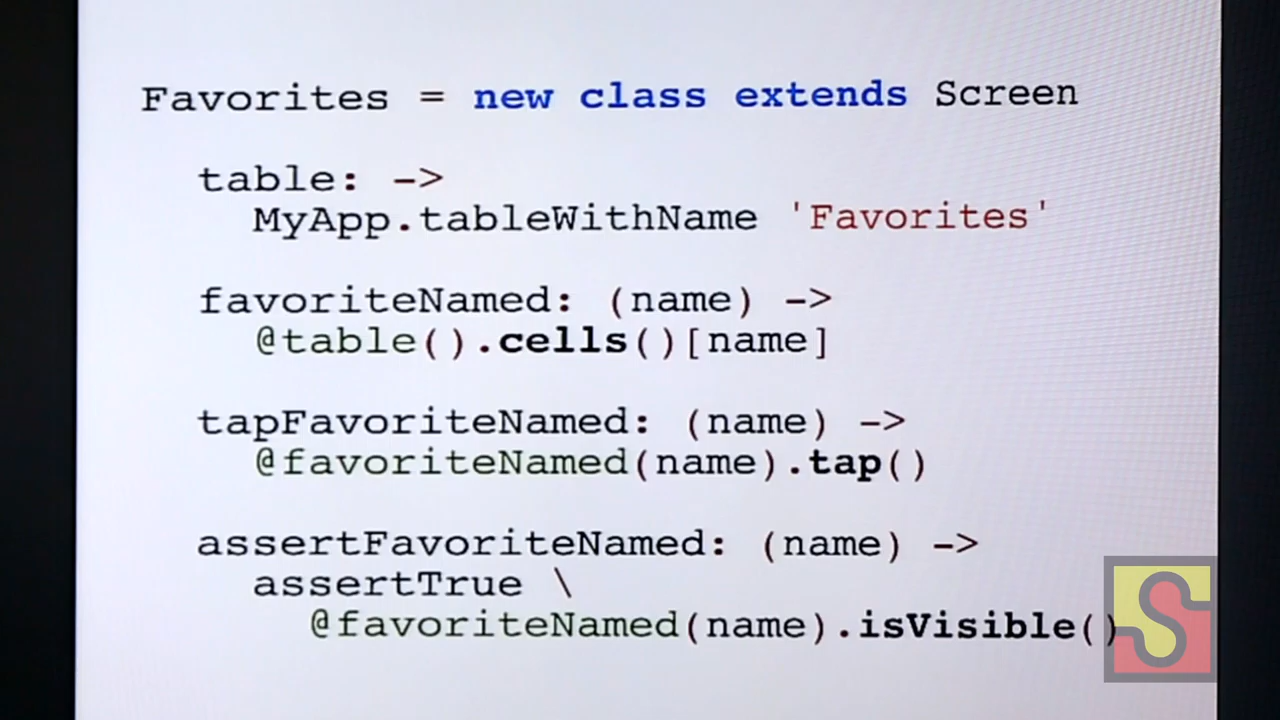 Favorites = new class extends Screen
table: ->
MyApp.tableWithName 'Favorites'
favoriteNamed: (name) ->
@table().cells()[name]
tapFavoriteNamed: (name) ->
@favoriteNamed(name).tap()
assertFavoriteNamed: (name) ->
assertTrue \
@favoriteNamed(name).isVisible()
S